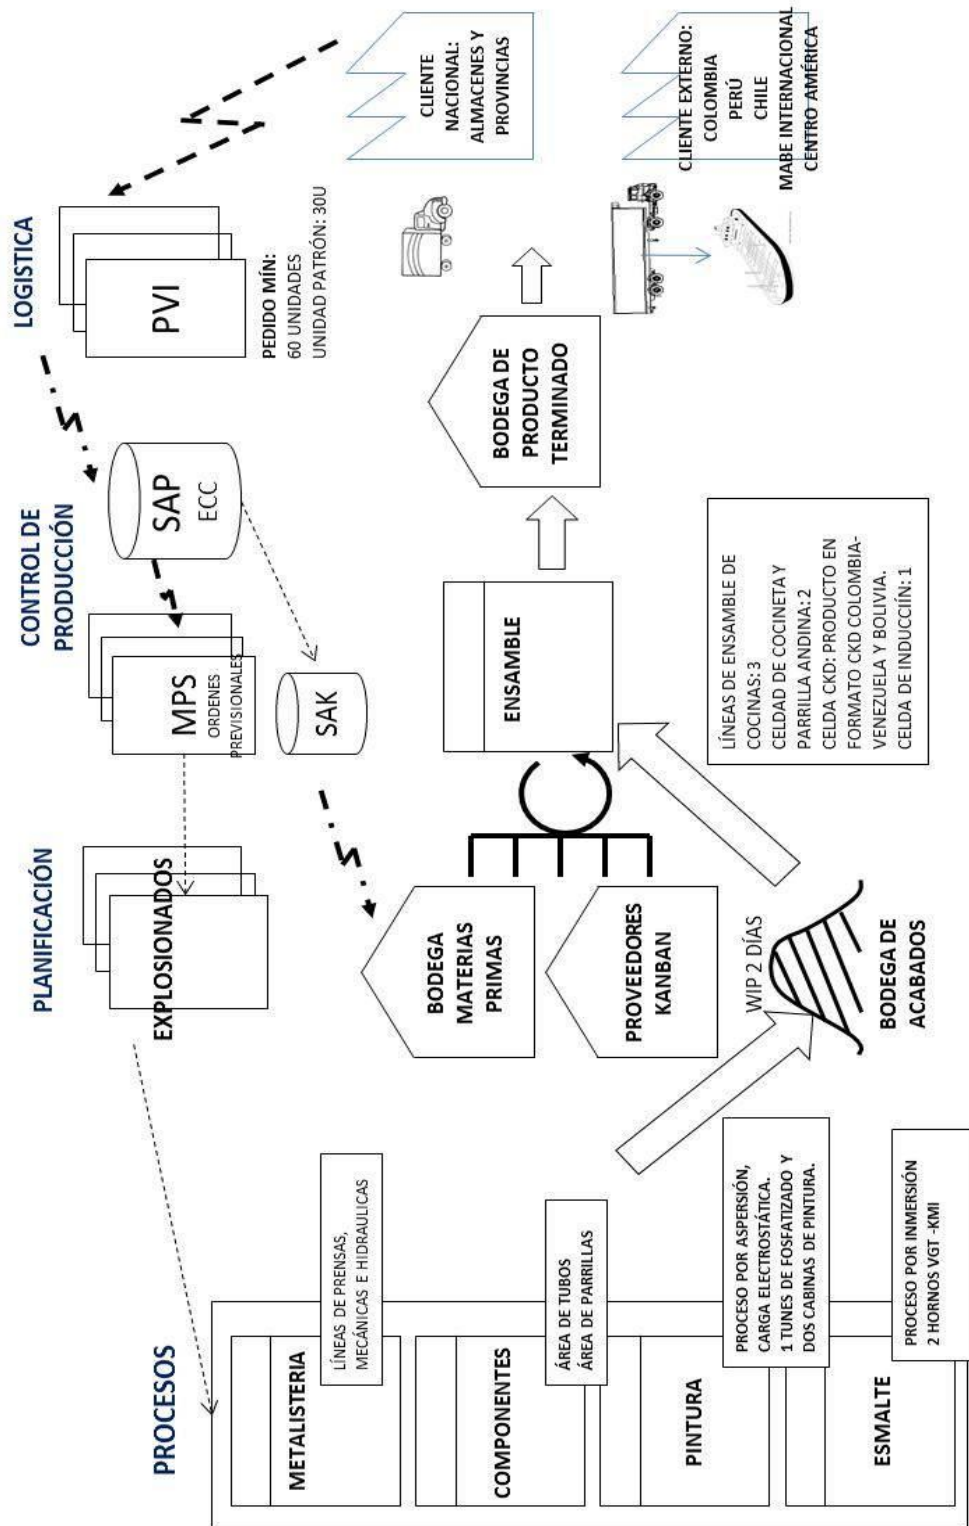 PROCESOS
PLANIFICACIÓN
CONTROL DE
PRODUCCIÓN
LOGISTICA
EXPLOSIONADOS
MPS
ORDENES
PREVISIONALES
SAP
ECC
SAK
PVI
PEDIDO MÍN:
60 UNIDADES
UNIDAD PATRÓN: 30U
CLIENTE
NACIONAL:
ALMACENES Y
PROVINCIAS
CLIENTE EXTERNO:
COLOMBIA
PERÚ
CHILE
MABE INTERNACIONAL
CENTRO AMÉRICA
METALISTERIA
LÍNEAS DE PRENSAS,
MECÁNICAS E HIDRAULICAS
COMPONENTES
ÁREA DE TUBOS
ÁREA DE PARRILLAS
PINTURA
PROCESO POR ASPERSIÓN,
CARGA ELECTROSTÁTICA.
1 TUNES DE FOSFATIZADO Y
DOS CABINAS DE PINTURA.
ESMALTE
PROCESO POR INMERSIÓN
2 HORNOS VGT -KMI
BODEGA
MATERIAS
PRIMAS
PROVEEDORES
KANBAN
WIP 2 DÍAS
BODEGA DE
ACABADOS
ENSAMBLE
BODEGA DE
PRODUCTO
TERMINADO
LÍNEAS DE ENSAMBLE DE
COCINAS: 3
CELDAD DE COCINETA Y
PARRILLA ANDINA: 2
CELDA CKD: PRODUCTO EN
FORMATO CKD COLOMBIA-
VENEZUELA Y BOLIVIA.
CELDA DE INDUCCIÍN: 1